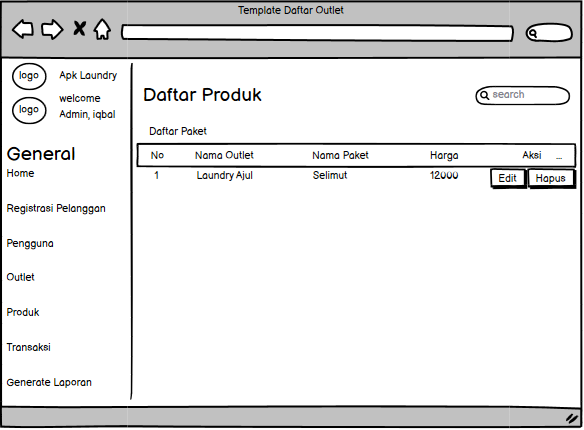 Template Daftar Outlet
logo Apk Laundry
logo welcome
Admin, iqbal
General
Home
Registrasi Pelanggan
Pengguna
Outlet
Produk
Transaksi
Generate Laporan
Daftar Produk
search
Daftar Paket
No Nama Outlet Nama Paket Harga Aksi ...
1 Laundry Ajul Selimut 12000 Edit Hapus